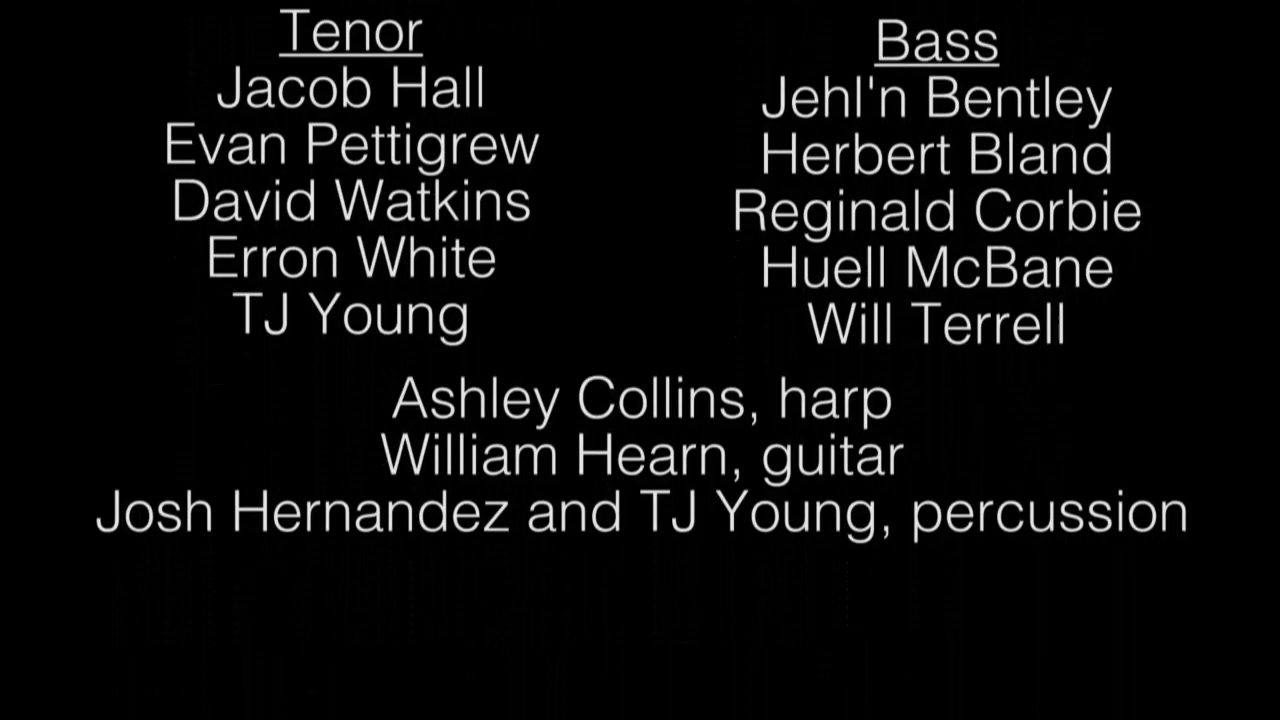 Tenor
Jacob Hall
Evan Pettigrew
David Watkins
Erron White
TJ Young
Bass
Jehl'n Bentley
Herbert Bland
Reginald Corbie
Huell McBane
Will Terrell
Ashley Collins, harp
William Hearn, guitar
Josh Hernandez and TJ Young, percussion